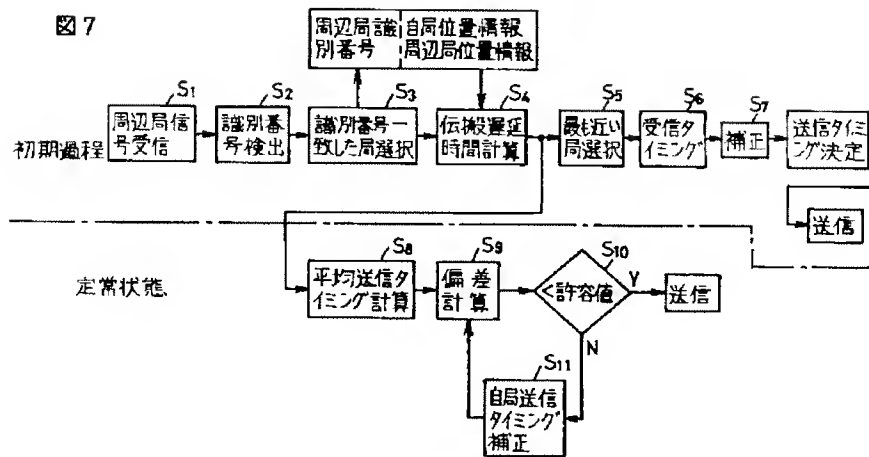 図7
周辺局識
別番号
自局位置情報
周辺局位置情報
初期過程
S1
周辺局信
号受信
S2
識別番
号検出
S3
識別番号一
致した局選択
S4
伝搬遅延
時間計算
S5
最も近い
局選択
S6
受信タ
イミング
S7
補正
送信タイミ
ング決定
送信
定常状態
S8
平均送信タ
イミング計算
S9
偏差
計算
S10
<許容値
Y
送信
N
S11
自局送信
タイミング
補正